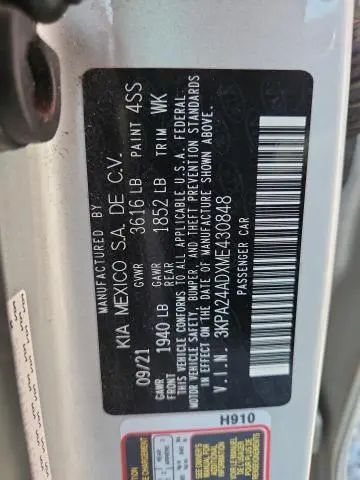 MANUFACTURED BY
KIA MEXICO S.A. DE C.V.
09/21 GVWR 3616 LB PAINT 4SS
GAWR FRONT 1940 LB GAWR REAR 1852 LB TRIM WK
THIS VEHICLE CONFORMS TO ALL APPLICABLE U.S.A. FEDERAL
MOTOR VEHICLE SAFETY, BUMPER, AND THEFT PREVENTION STANDARDS
IN EFFECT ON THE DATE OF MANUFACTURE SHOWN ABOVE.
V.I.N. 3KPA24ADXME430848
PASSENGER CAR
H910